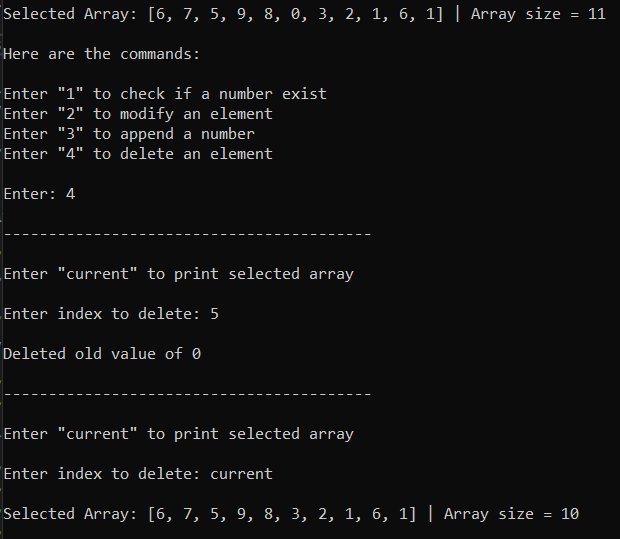 Selected Array: [6, 7, 5, 9, 8, 0, 3, 2, 1, 6, 1] | Array size = 11
Here are the commands:
Enter "1" to check if a number exist
Enter "2" to modify an element
Enter "3" to append a number
Enter "4" to delete an element
Enter: 4
-----------------------------------------
Enter "current" to print selected array
Enter index to delete: 5
Deleted old value of 0
-----------------------------------------
Enter "current" to print selected array
Enter index to delete: current
Selected Array: [6, 7, 5, 9, 8, 3, 2, 1, 6, 1] | Array size = 10